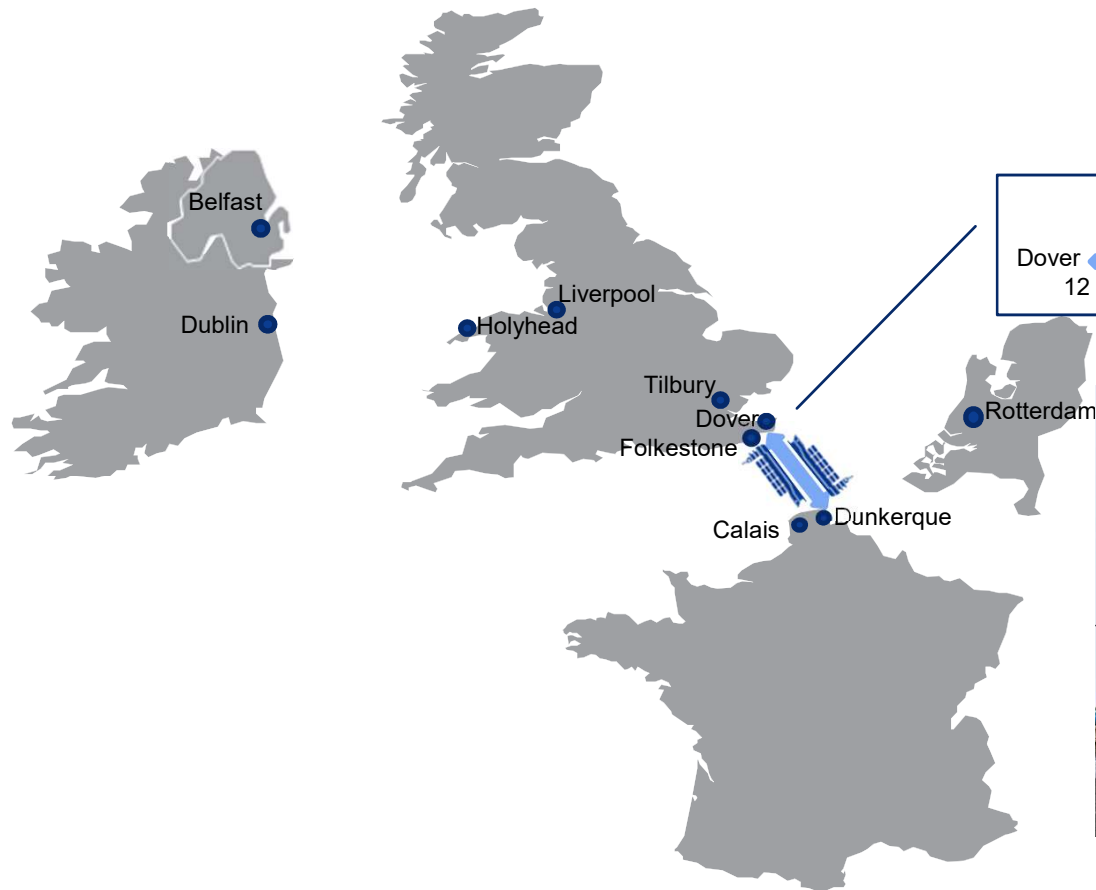 Belfast
Dover
12
Liverpool
Dublin
Holyhead
Tilbury
Rotterdam
Dover
Folkestone
Dunkerque
Calais